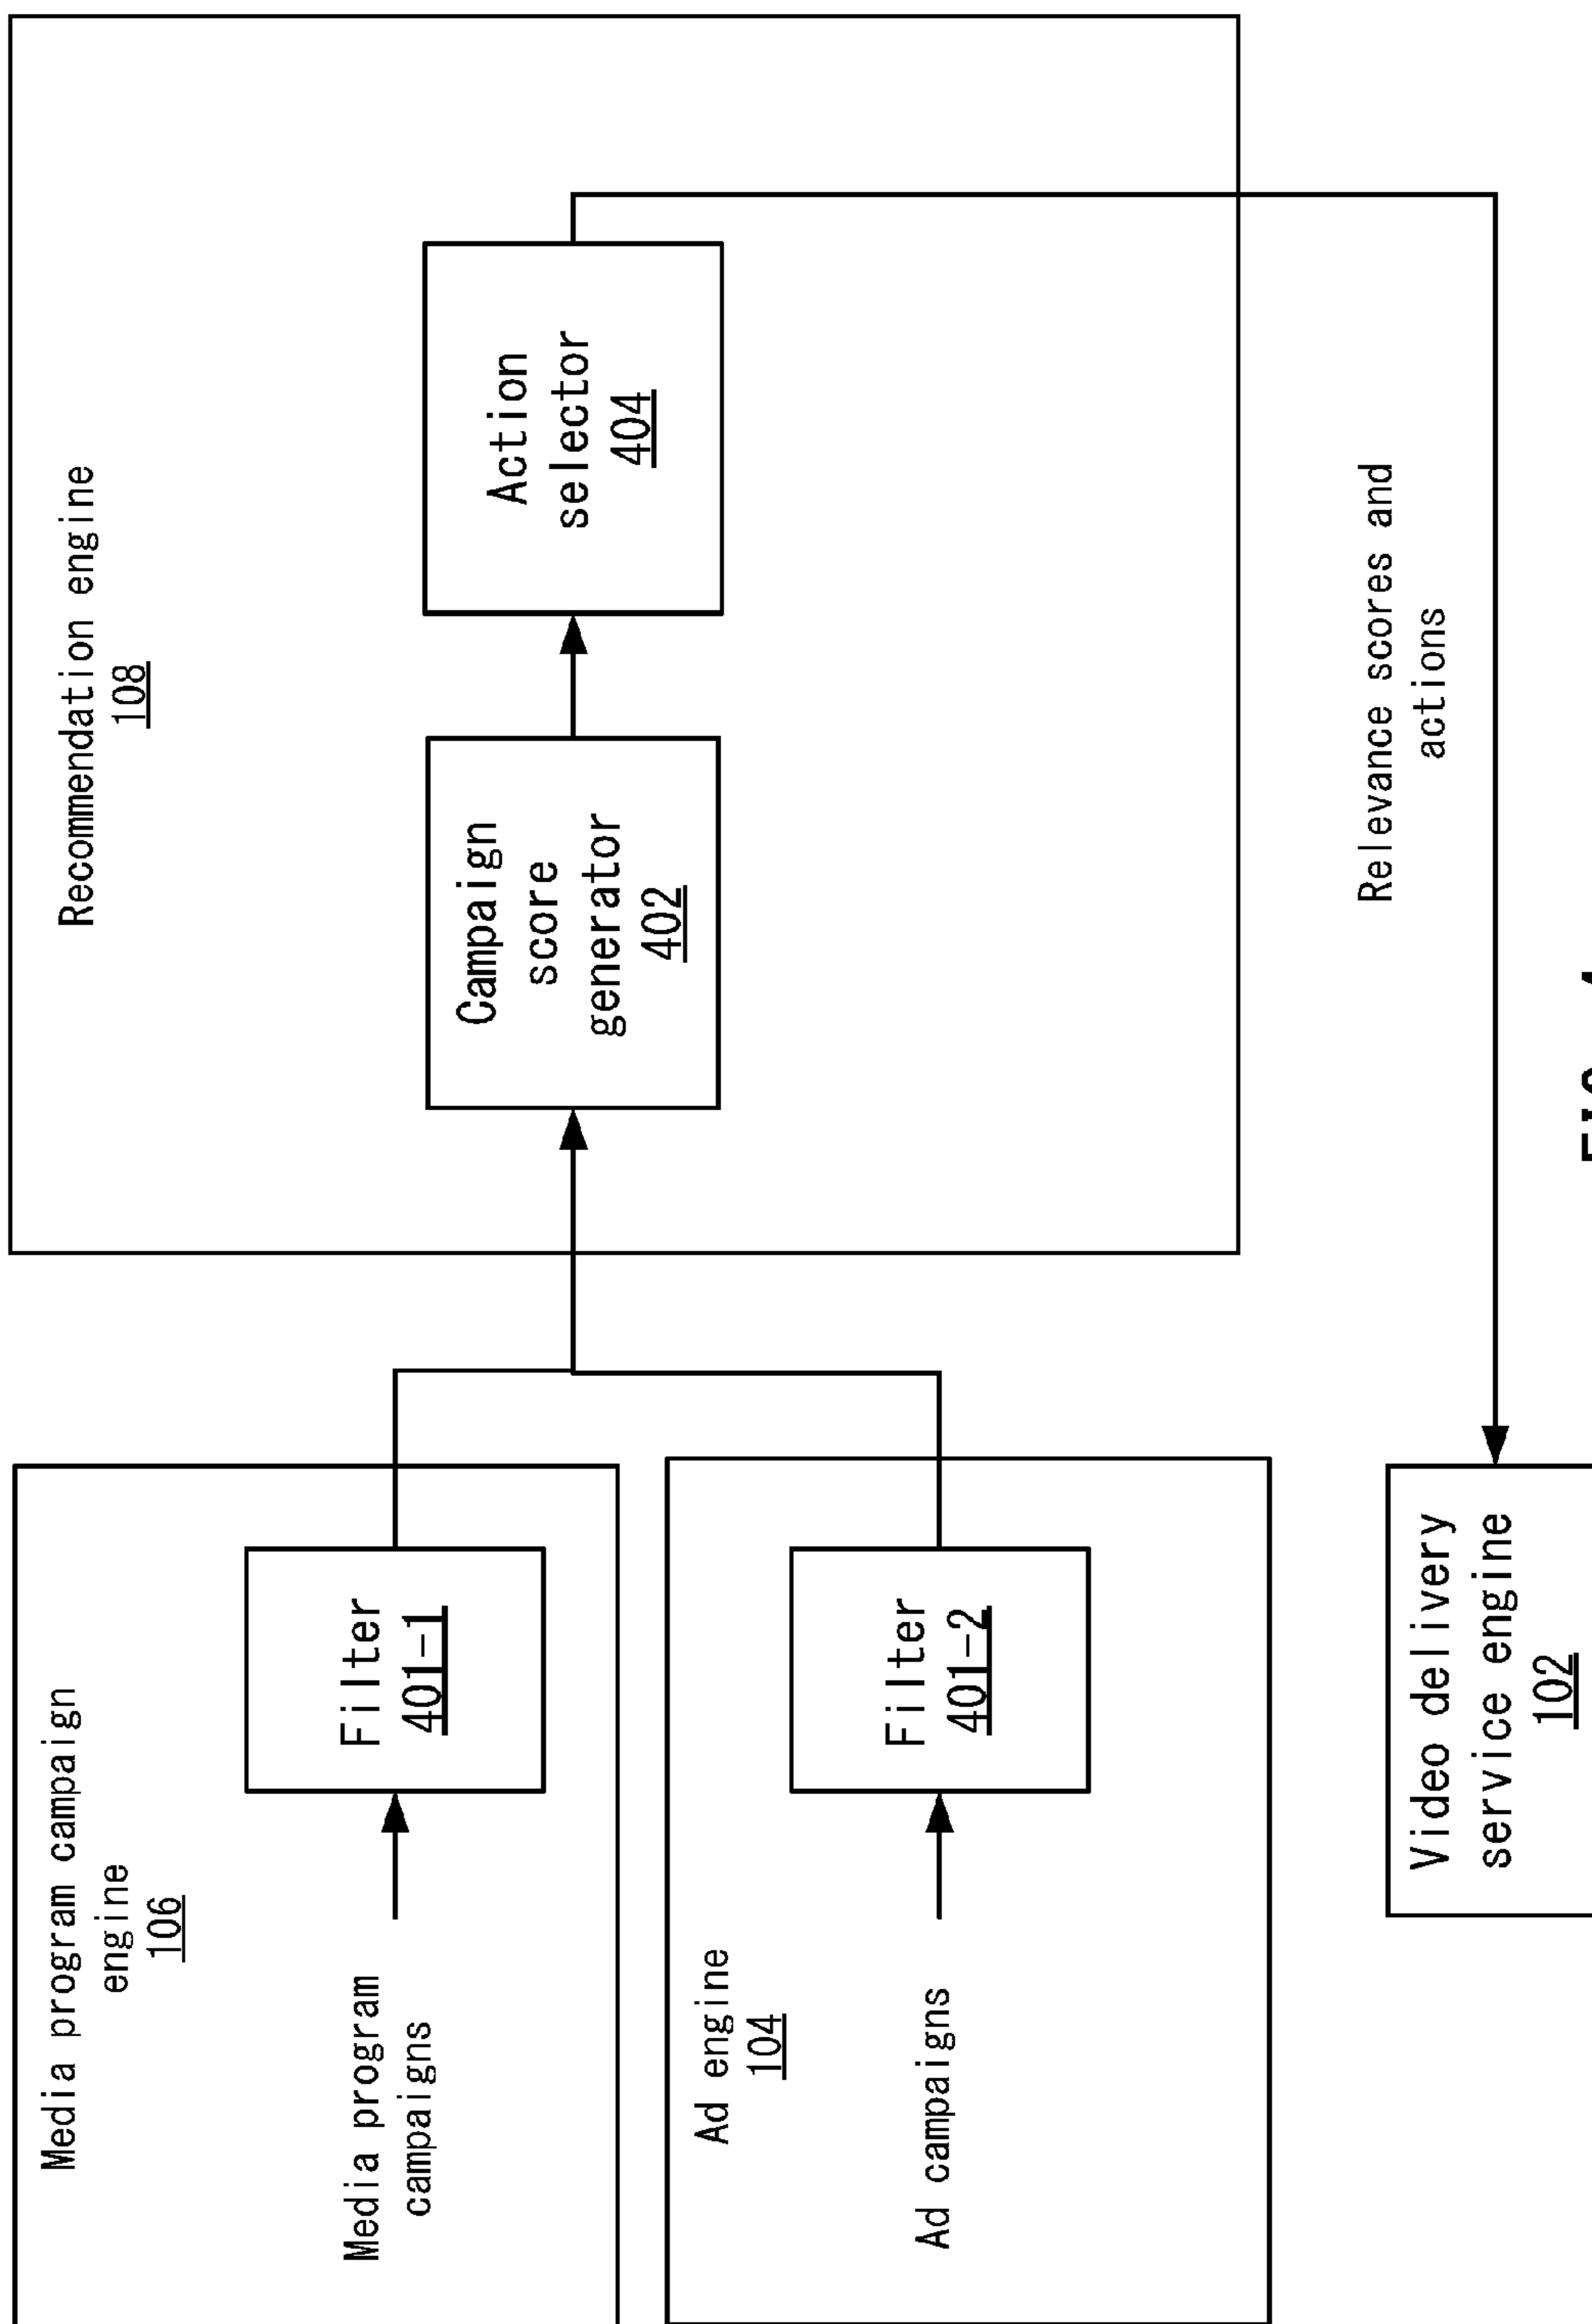 Media program campaign
engine
106
Media program
campaigns
Filter
401-1
Ad engine
104
Ad campaigns
Filter
401-2
Recommendation engine
108
Campaign
score
generator
402
Action
selector
404
Relevance scores and
actions
Video delivery
service engine
102